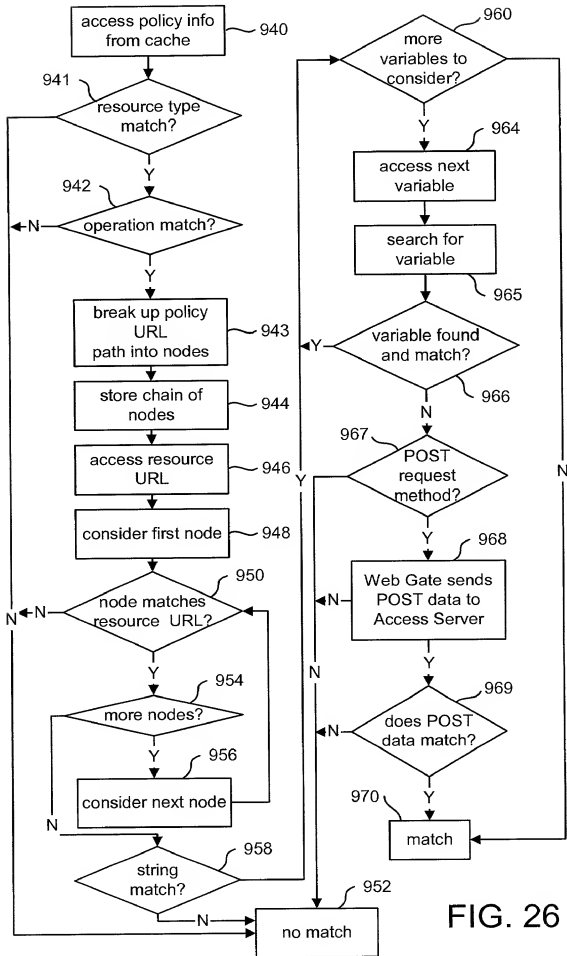 access policy info
from cache
940
941
resource type
match?
Y
942
operation match?
N
Y
break up policy
URL
path into nodes
943
store chain of
nodes
944
access resource
URL
946
consider first node
948
950
node matches
resource URL?
N
N
Y
954
more nodes?
Y
956
consider next node
N
958
string
match?
N
Y
952
no match
960
more
variables to
consider?
Y
N
964
access next
variable
search for
variable
965
variable found
and match?
Y
966
N
967
POST
request
method?
Y
N
968
Web Gate sends
POST data to
Access Server
N
Y
969
does POST
data match?
N
Y
970
match
FIG. 26